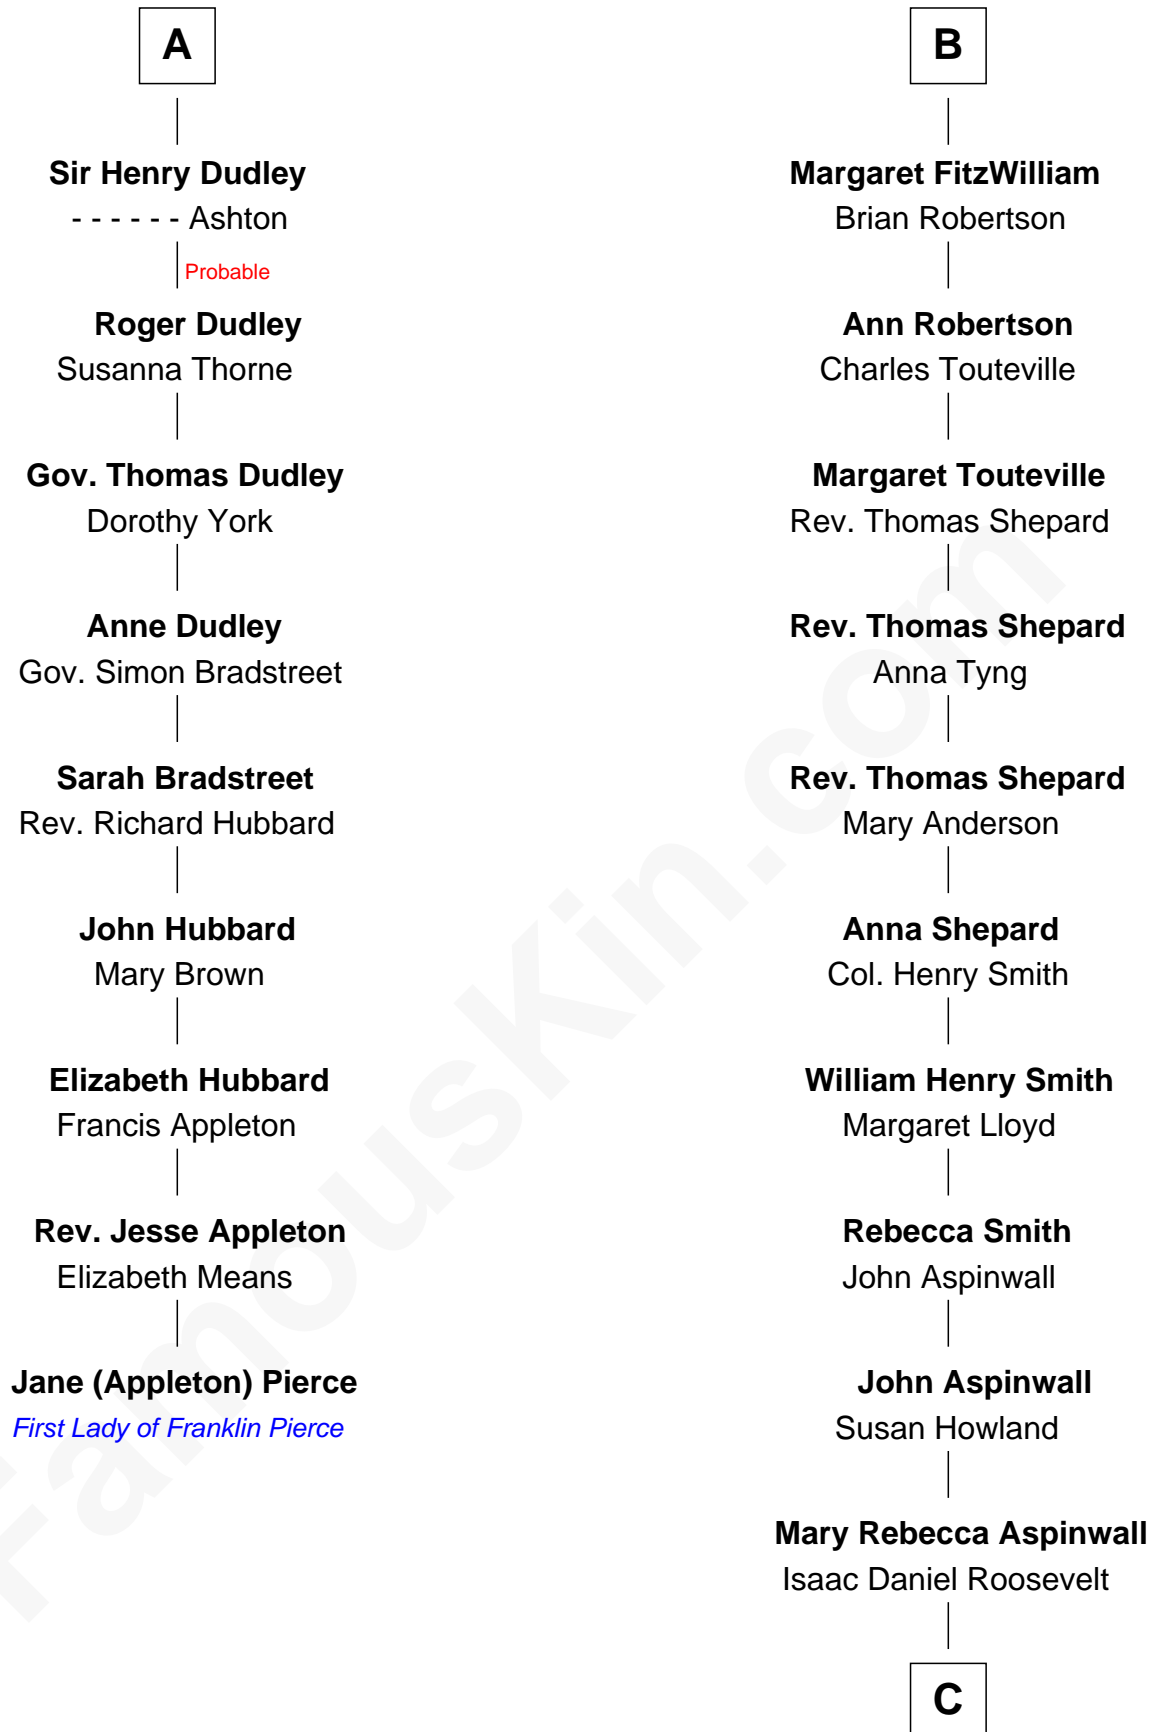 A
Sir Henry Dudley
- - - - - - Ashton
Probable
Roger Dudley
Susanna Thorne
Gov. Thomas Dudley
Dorothy York
Anne Dudley
Gov. Simon Bradstreet
Sarah Bradstreet
Rev. Richard Hubbard
John Hubbard
Mary Brown
Elizabeth Hubbard
Francis Appleton
Rev. Jesse Appleton
Elizabeth Means
Jane (Appleton) Pierce
First Lady of Franklin Pierce
B
Margaret FitzWilliam
Brian Robertson
Ann Robertson
Charles Touteville
Margaret Touteville
Rev. Thomas Shepard
Rev. Thomas Shepard
Anna Tyng
Rev. Thomas Shepard
Mary Anderson
Anna Shepard
Col. Henry Smith
William Henry Smith
Margaret Lloyd
Rebecca Smith
John Aspinwall
John Aspinwall
Susan Howland
Mary Rebecca Aspinwall
Isaac Daniel Roosevelt
C
FamousKin.com